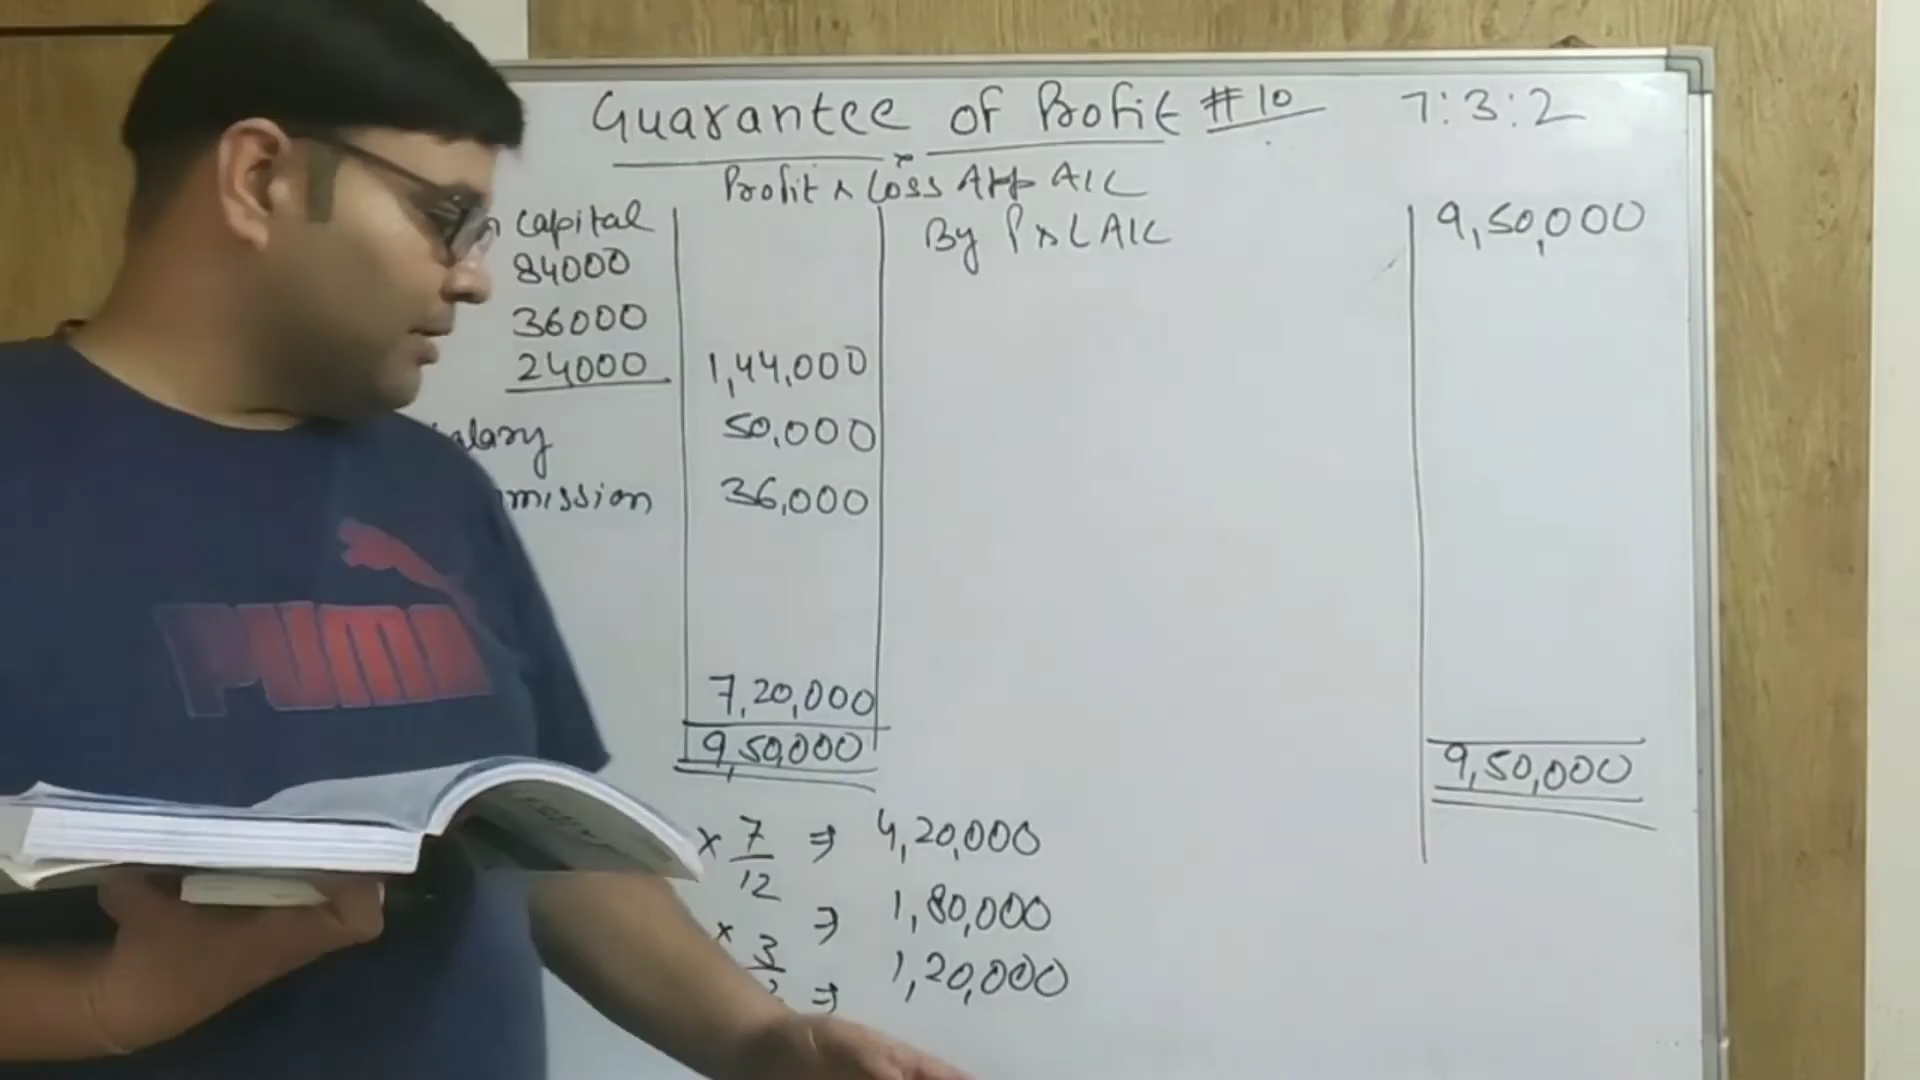 Guarantee of Profit #10 7:3:2
Profit & Loss App A/C
Capital
84000
36000
24000 1,44,000
salary 50,000
mission 36,000
7,20,000
9,50,000
By P & L A/C 9,50,000
9,50,000
x 7/12 ⇒ 4,20,000
x 3 ⇒ 1,80,000
⇒ 1,20,000
PUMA